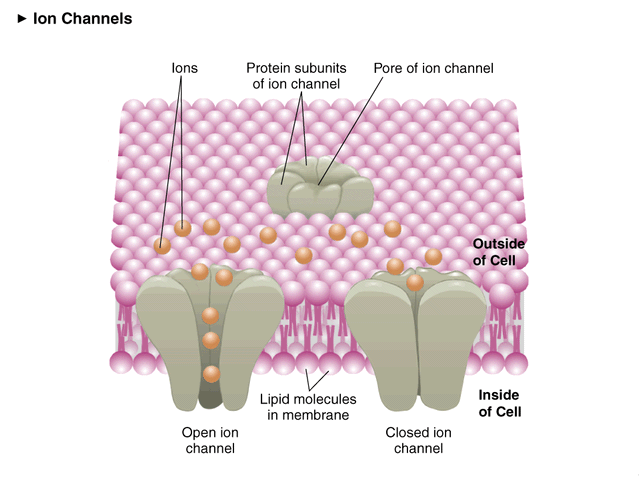 ► Ion Channels
Ions
Protein subunits
of ion channel
Pore of ion channel
Outside
of Cell
Inside
of Cell
Lipid molecules
in membrane
Open ion
channel
Closed ion
channel